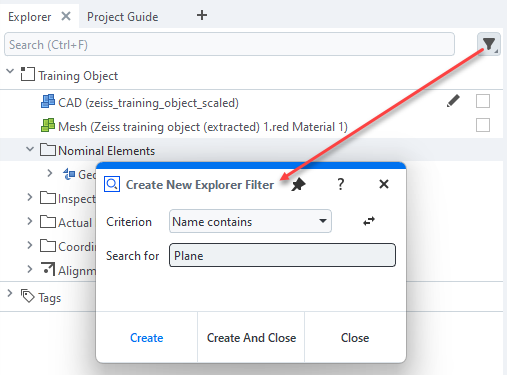 Explorer
Project Guide
Search (Ctrl+F)
Training Object
CAD (zeiss_training_object_scaled)
Mesh (Zeiss training object (extracted) 1.red Material 1)
Nominal Elements
Geo
Inspect
Actual
Coordin
Alignm
Tags
Create New Explorer Filter
?
Criterion
Name contains
Search for
Plane
Create
Create And Close
Close